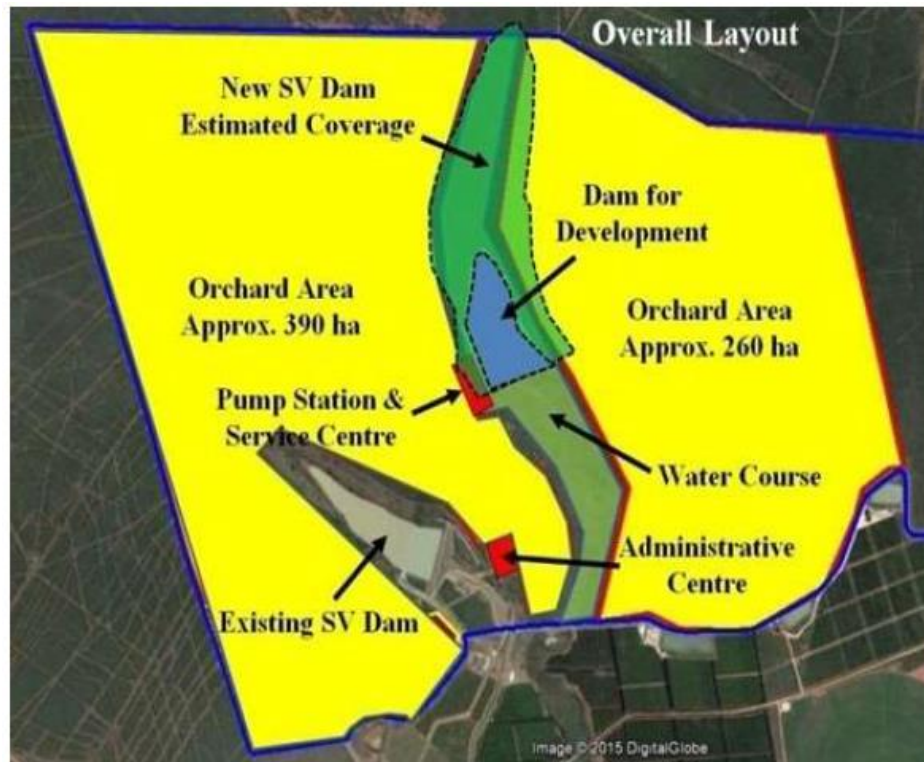 Overall Layout
New SV Dam
Estimated Coverage
Dam for
Development
Orchard Area
Approx. 390 ha
Orchard Area
Approx. 260 ha
Pump Station &
Service Centre
Water Course
Administrative
Centre
Existing SV Dam
Image © 2015 DigitalGlobe